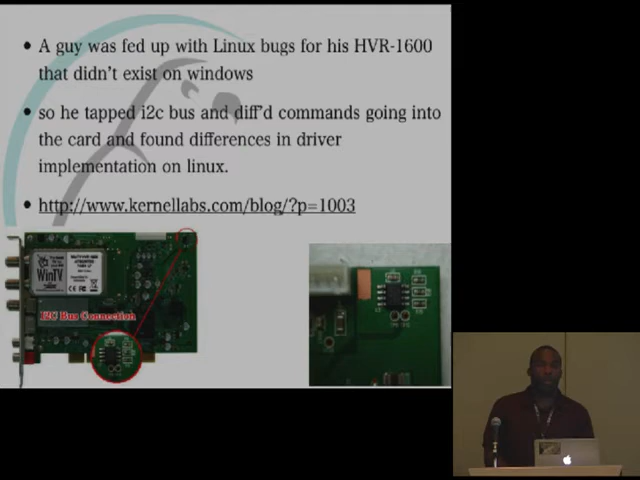 • A guy was fed up with Linux bugs for his HVR-1600
that didn't exist on windows
• so he tapped i2c bus and diff'd commands going into
the card and found differences in driver
implementation on linux.
• http://www.kernellabs.com/blog/?p=1003
WinTV
I2C Bus Connection